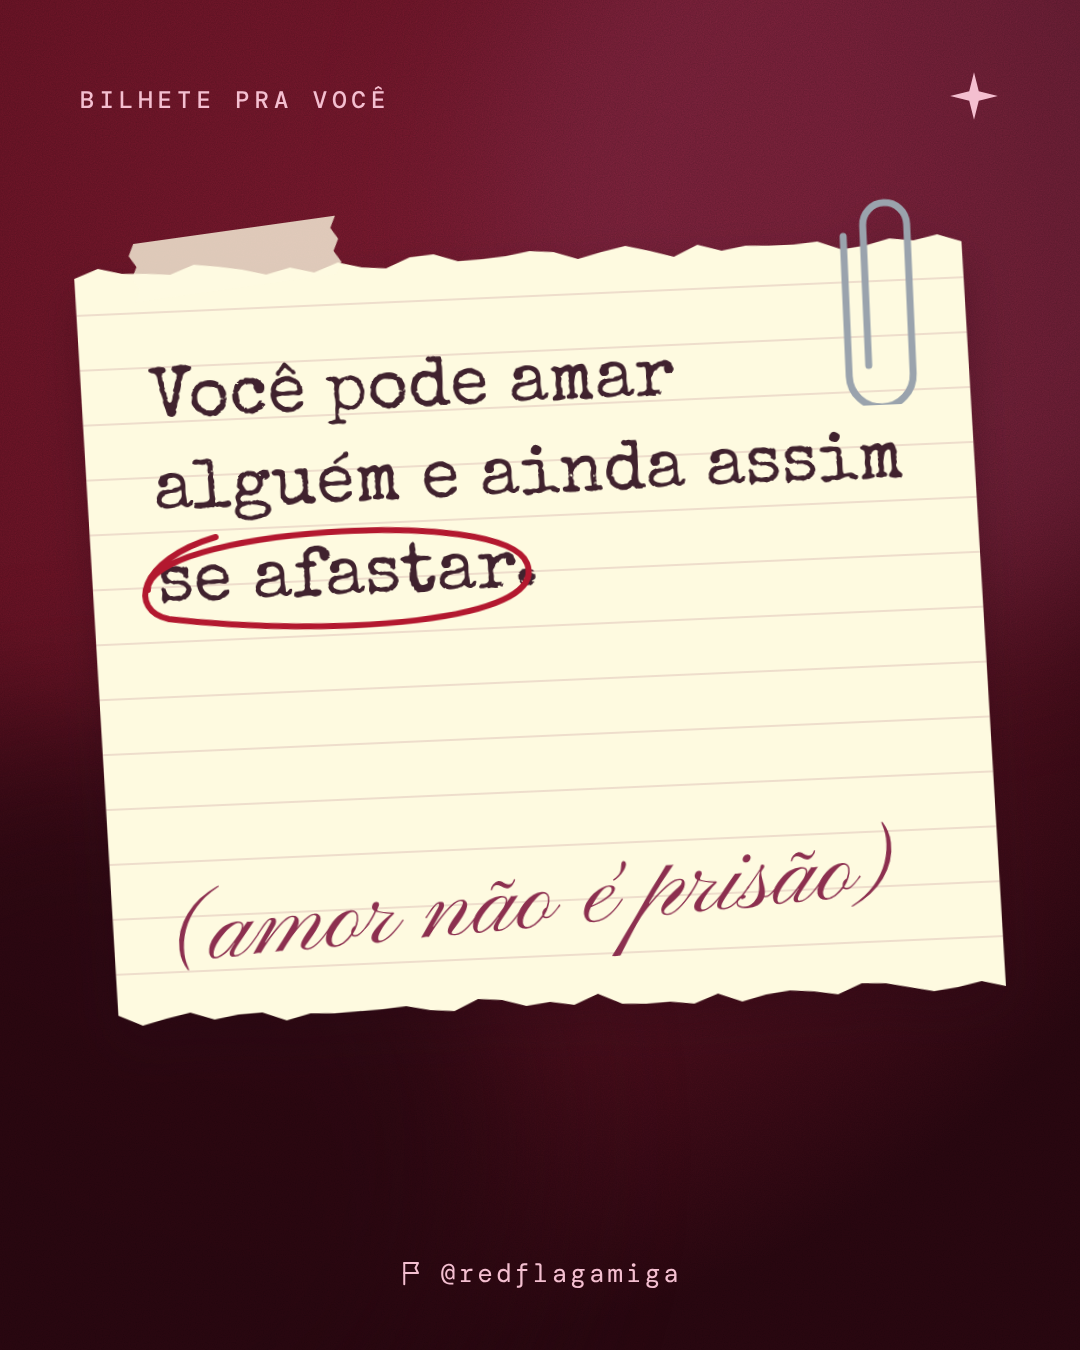 BILHETE PRA VOCÊ
Você pode amar
alguém e ainda assim
se afastar.
(amor não é prisão)
@redflagamiga